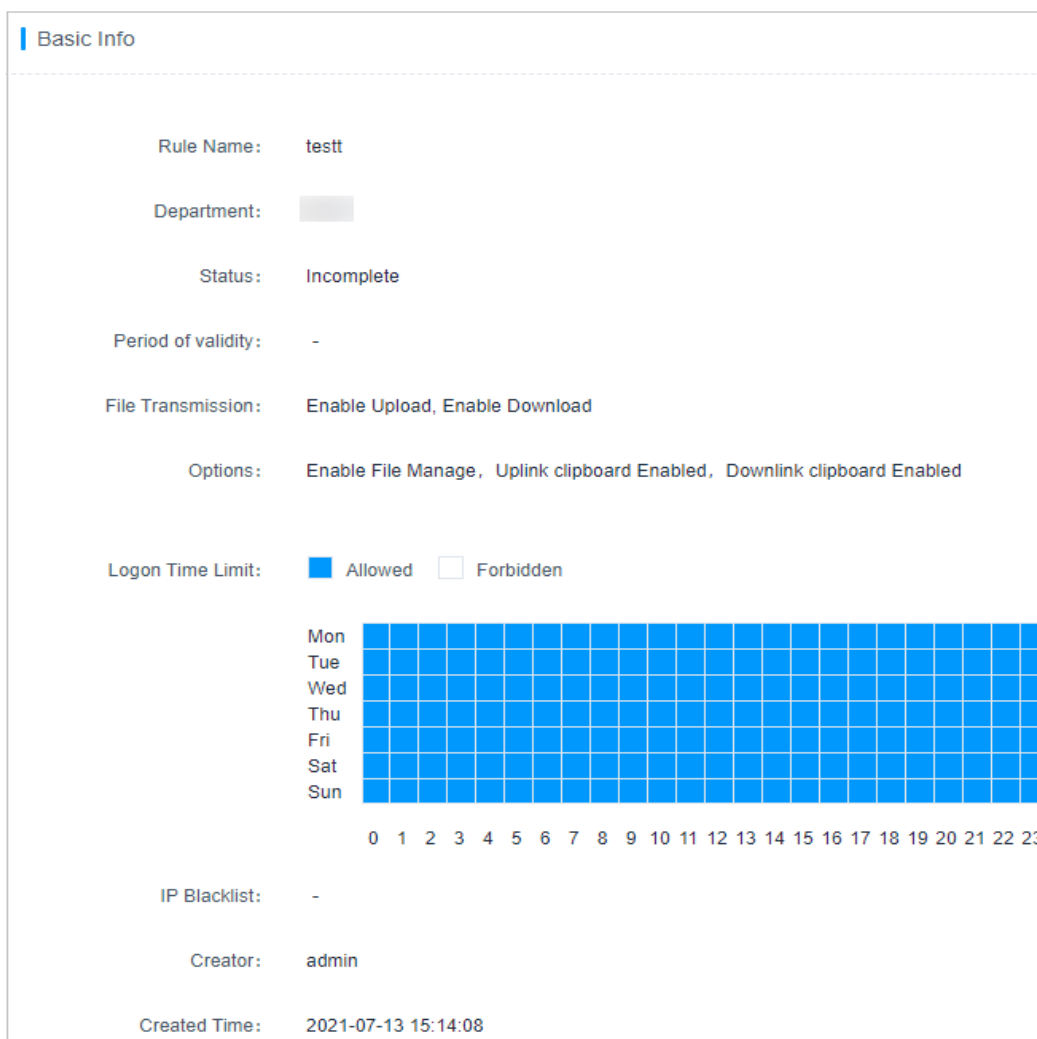 Basic Info
Rule Name: testt
Department:
Status: Incomplete
Period of validity: -
File Transmission: Enable Upload, Enable Download
Options: Enable File Manage, Uplink clipboard Enabled, Downlink clipboard Enabled
Logon Time Limit: Allowed Forbidden
Mon
Tue
Wed
Thu
Fri
Sat
Sun
0 1 2 3 4 5 6 7 8 9 10 11 12 13 14 15 16 17 18 19 20 21 22 23
IP Blacklist: -
Creator: admin
Created Time: 2021-07-13 15:14:08